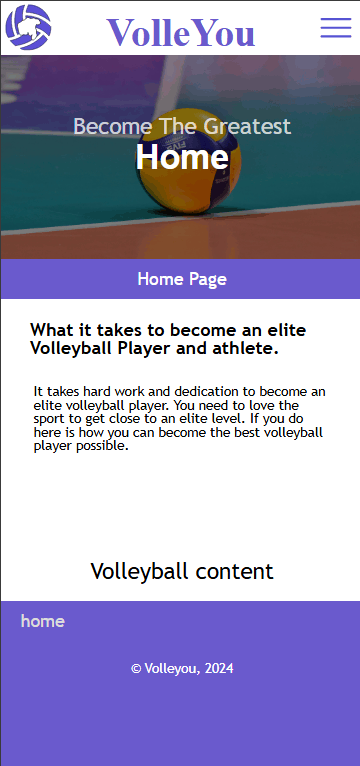 VolleYou
Become The Greatest
Home
Home Page
What it takes to become an elite
Volleyball Player and athlete.
It takes hard work and dedication to become an
elite volleyball player. You need to love the
sport to get close to an elite level. If you do
here is how you can become the best volleyball
player possible.
Volleyball content
home
© Volleyou, 2024